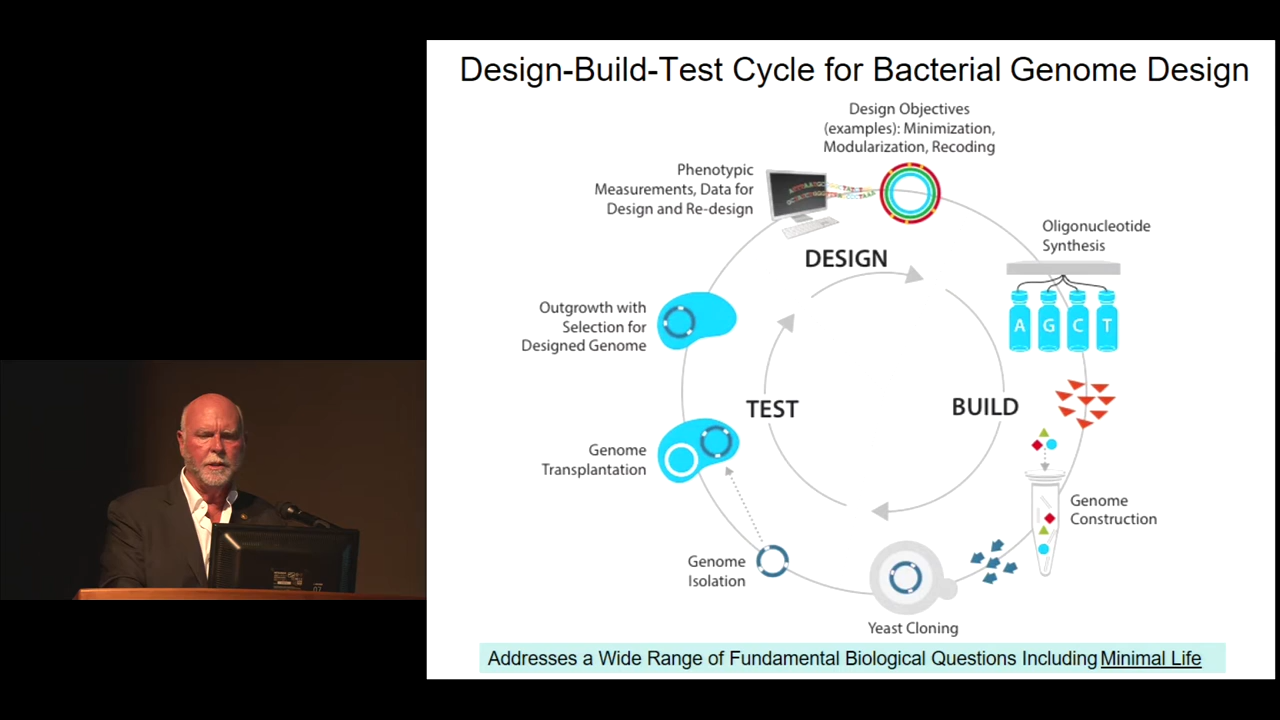 Design-Build-Test Cycle for Bacterial Genome Design
Design Objectives
(examples): Minimization,
Modularization, Recoding
Phenotypic
Measurements, Data for
Design and Re-design
Oligonucleotide
Synthesis
DESIGN
A G C T
Outgrowth with
Selection for
Designed Genome
TEST
BUILD
Genome
Transplantation
Genome
Construction
Genome
Isolation
Yeast Cloning
Addresses a Wide Range of Fundamental Biological Questions Including Minimal Life